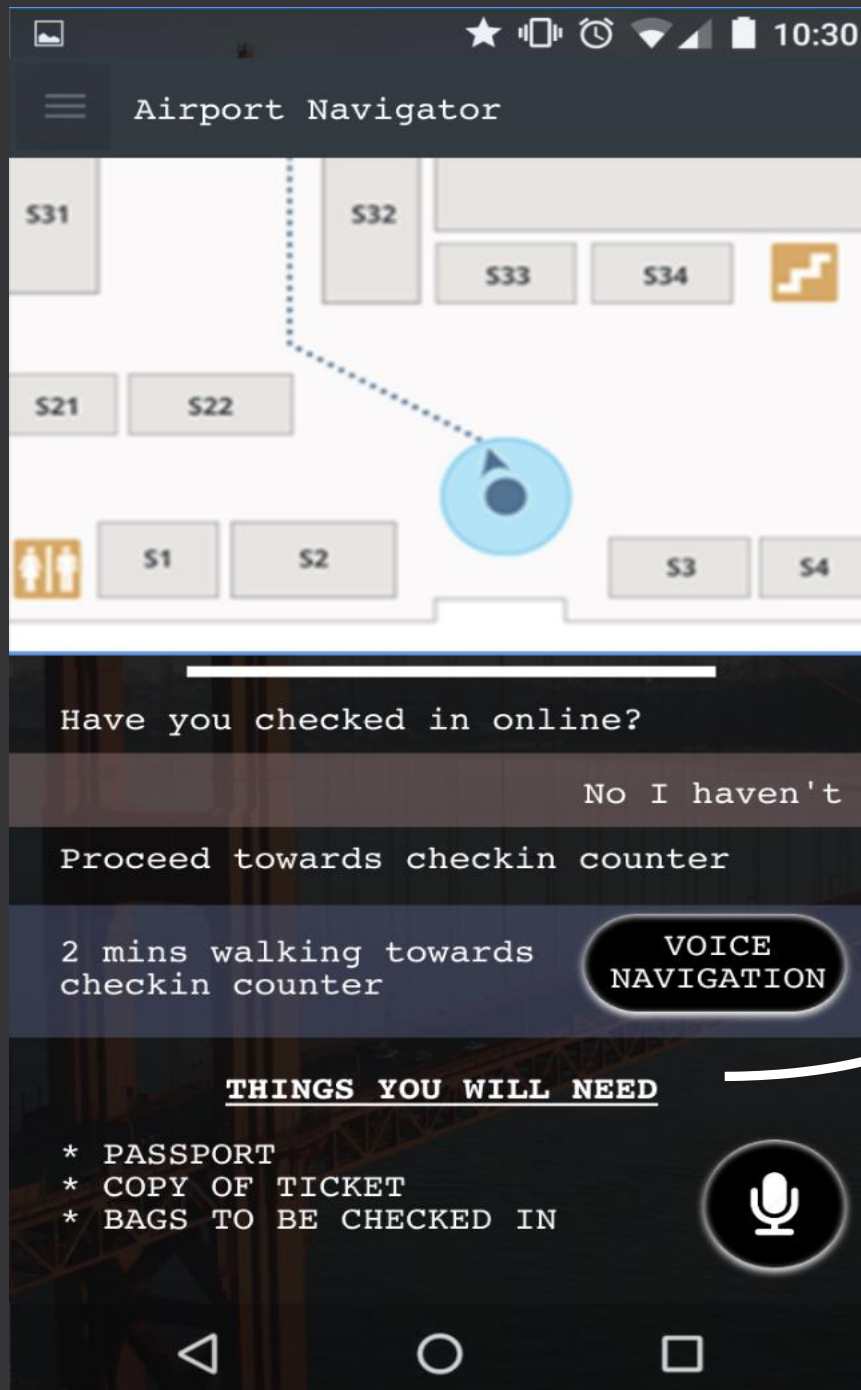 10:30
Airport Navigator
S31
S32
S33
S34
S21
S22
S1
S2
S3
S4
Have you checked in online?
No I haven't
Proceed towards checkin counter
2 mins walking towards
checkin counter
VOICE
NAVIGATION
THINGS YOU WILL NEED
* PASSPORT
* COPY OF TICKET
* BAGS TO BE CHECKED IN